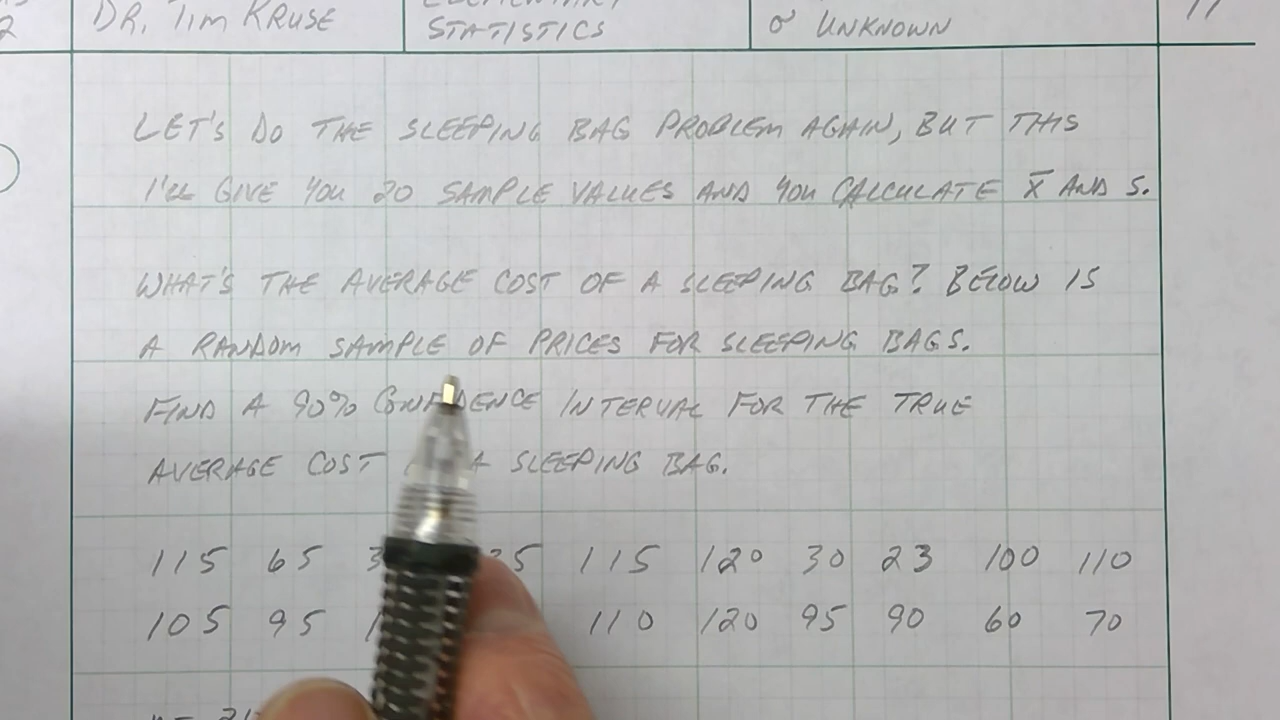 DR. TIM KRUSE
STATISTICS
σ UNKNOWN
LET'S DO THE SLEEPING BAG PROBLEM AGAIN, BUT THIS
I'LL GIVE YOU 20 SAMPLE VALUES AND YOU CALCULATE X̄ AND S.
WHAT'S THE AVERAGE COST OF A SLEEPING BAG? BELOW IS
A RANDOM SAMPLE OF PRICES FOR SLEEPING BAGS.
FIND A 90% CONFIDENCE INTERVAL FOR THE TRUE
AVERAGE COST A SLEEPING BAG.
115 65 115 120 30 23 100 110
105 95 110 120 95 90 60 70